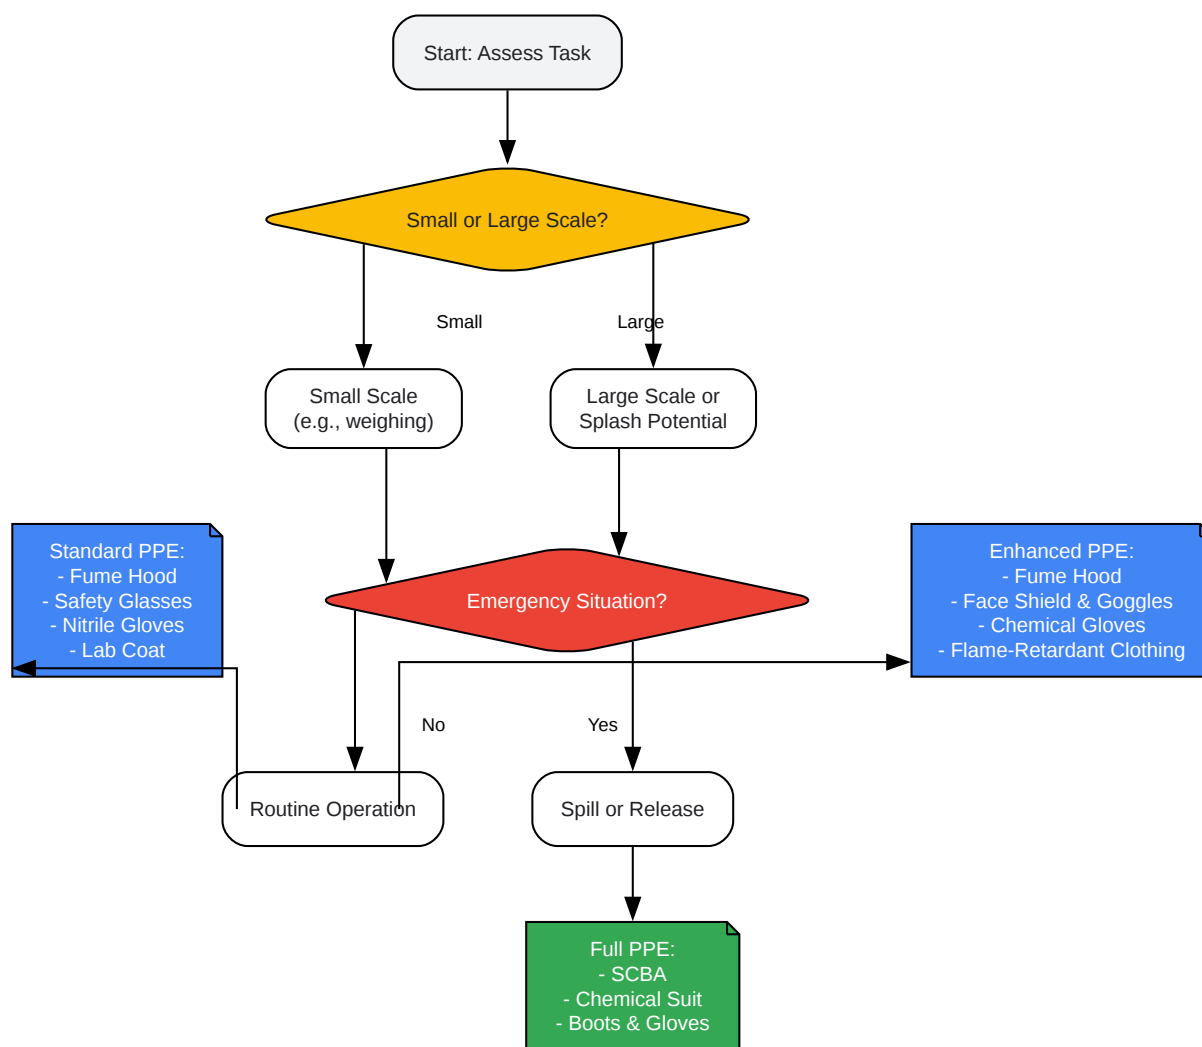 Start: Assess Task
Small or Large Scale?
Small
Large
Small Scale
(e.g., weighing)
Large Scale or
Splash Potential
Standard PPE:
- Fume Hood
- Safety Glasses
- Nitrile Gloves
- Lab Coat
Emergency Situation?
Enhanced PPE:
- Fume Hood
- Face Shield & Goggles
- Chemical Gloves
- Flame-Retardant Clothing
No
Yes
Routine Operation
Spill or Release
Full PPE:
- SCBA
- Chemical Suit
- Boots & Gloves